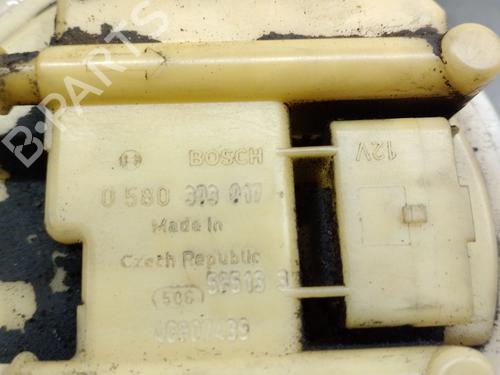 B-PARTS
BOSCH
12V
0 580 303 017
Made in
Czech Republic
506